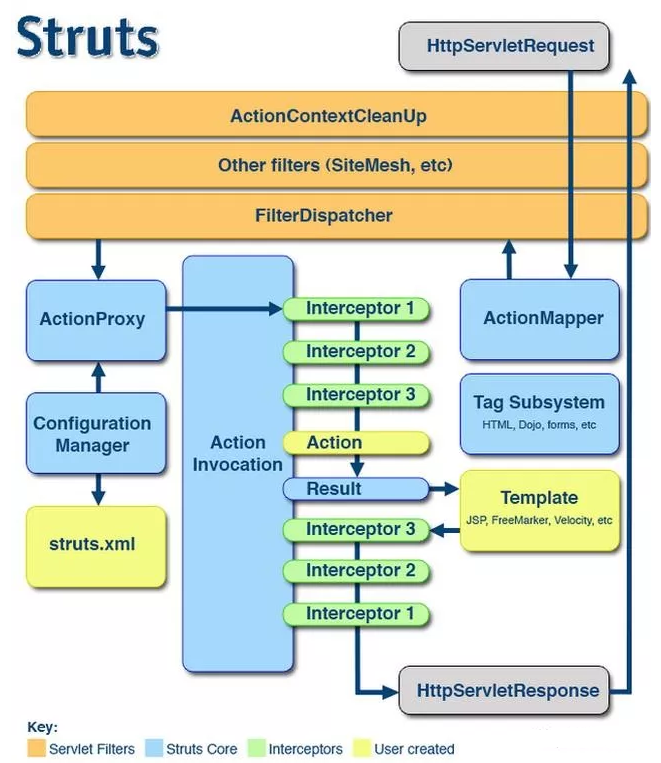 Struts
HttpServletRequest
ActionContextCleanUp
Other filters (SiteMesh, etc)
FilterDispatcher
ActionProxy
Interceptor 1
ActionMapper
Interceptor 2
Interceptor 3
Configuration
Manager
Tag Subsystem
HTML, Dojo, forms, etc
Action
Invocation
Action
Result
Template
JSP, FreeMarker, Velocity, etc
struts.xml
Interceptor 3
Interceptor 2
Interceptor 1
HttpServletResponse
Key:
Servlet Filters
Struts Core
Interceptors
User created